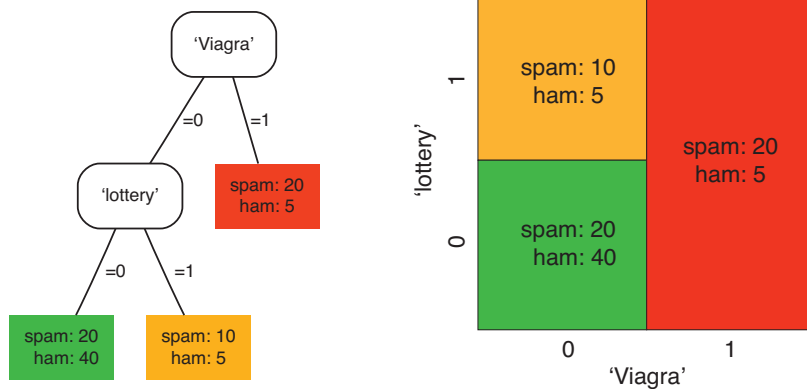 ‘Viagra’
=0
=1
‘lottery’
spam: 20
ham: 5
=0
=1
spam: 20
ham: 40
spam: 10
ham: 5
1
‘lottery’
0
spam: 10
ham: 5
spam: 20
ham: 5
spam: 20
ham: 40
0
1
‘Viagra’